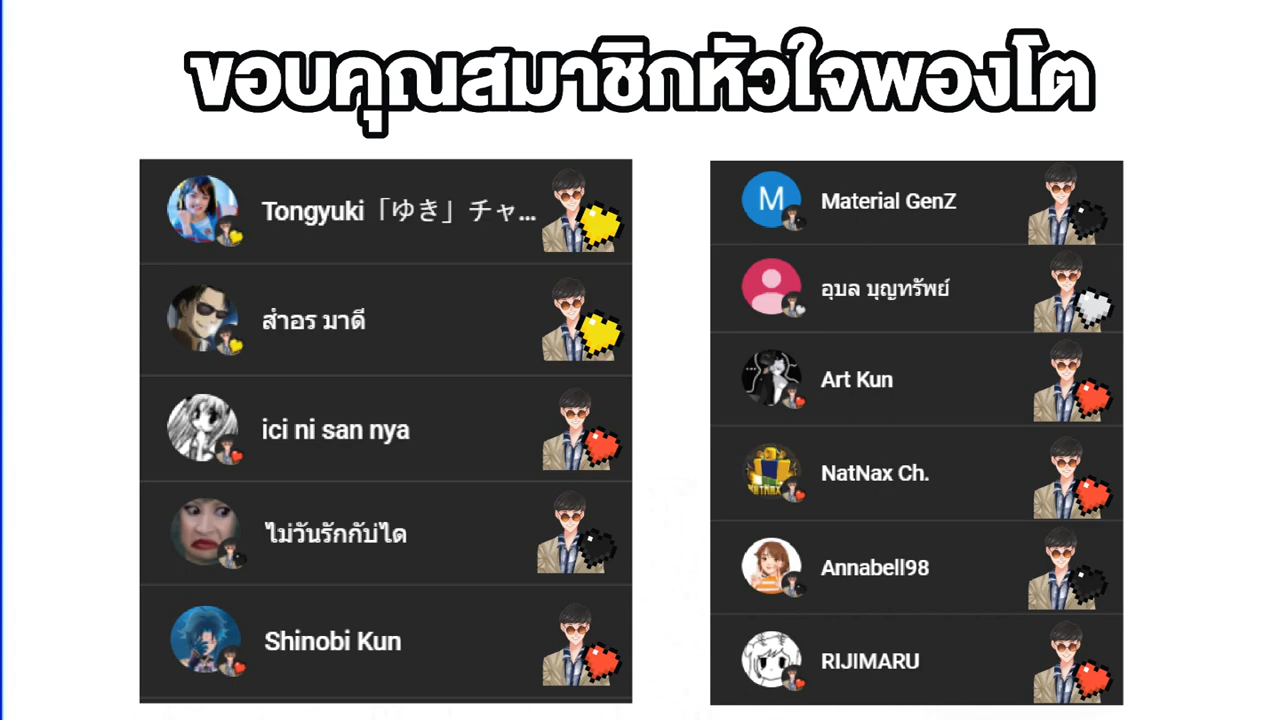 ขอบคุณสมาชิกหัวใจพองโต
Tongyuki「ゆき」チャ...
สำอร มาดี
ici ni san nya
ไม่วันรักกับได
Shinobi Kun
M
Material GenZ
อุบล บุญทรัพย์
Art Kun
NatNax Ch.
NATNAX
Annabell98
RIJIMARU